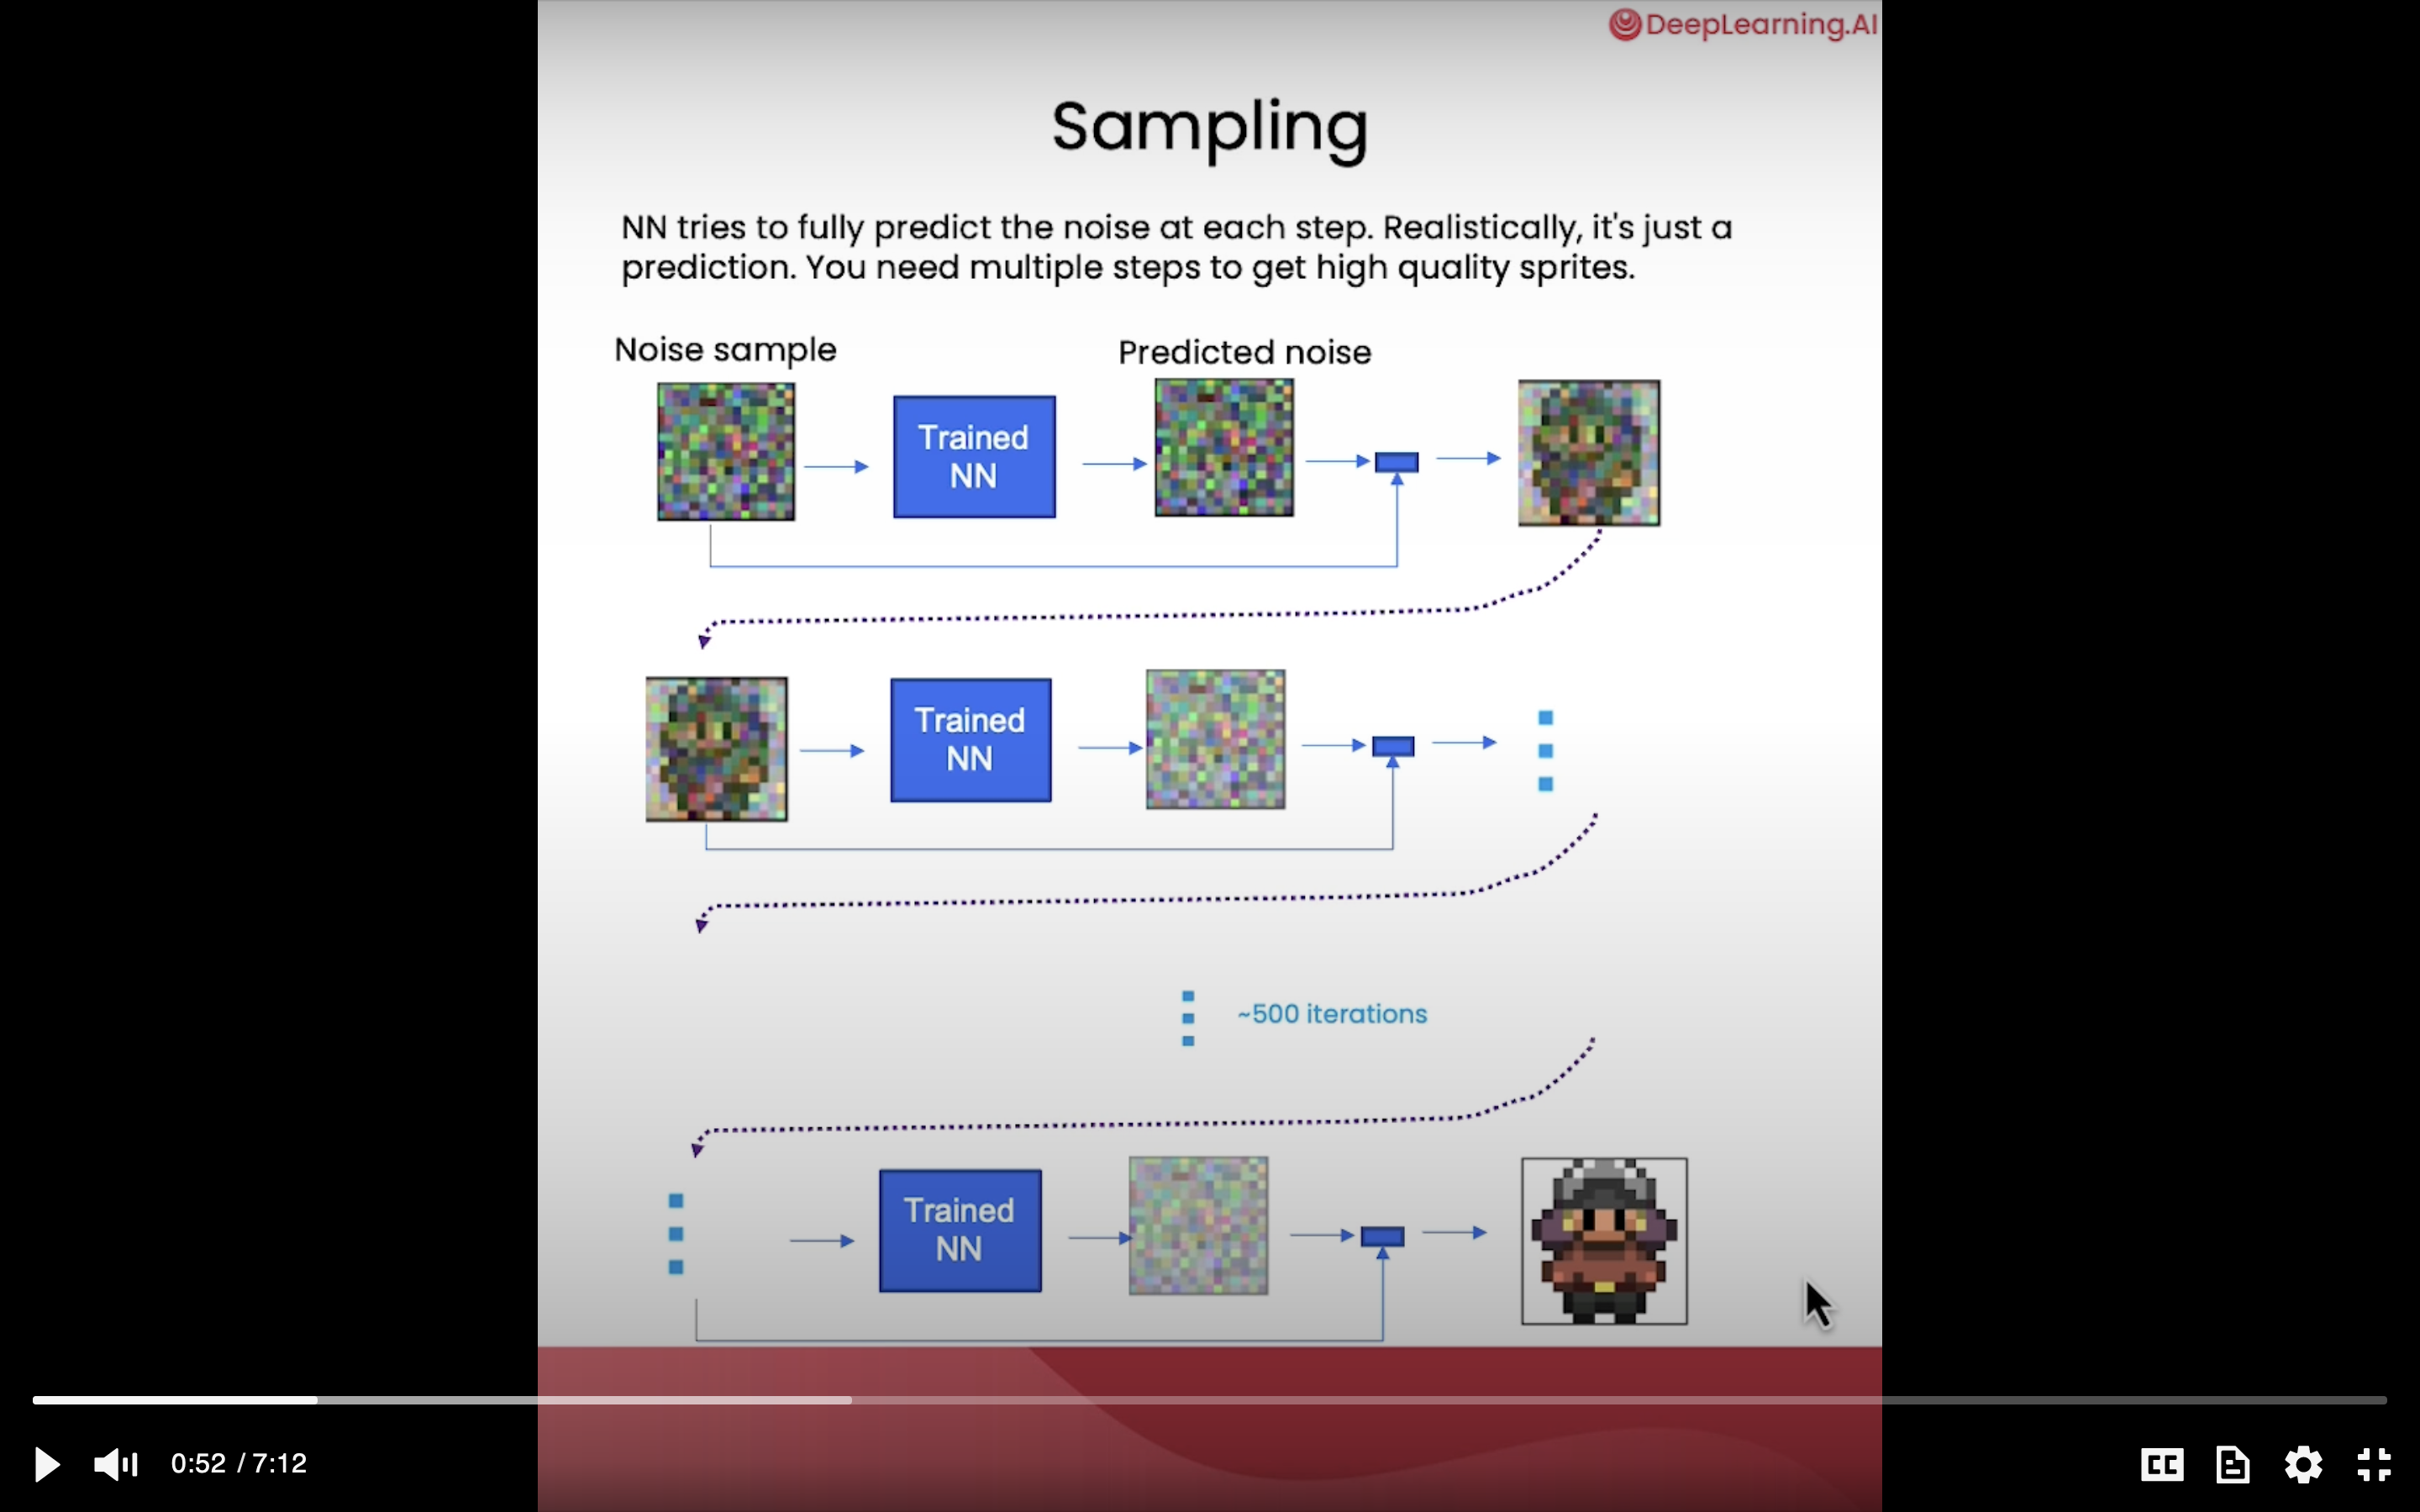 DeepLearning.AI
Sampling
NN tries to fully predict the noise at each step. Realistically, it's just a
prediction. You need multiple steps to get high quality sprites.
Noise sample
Predicted noise
Trained
NN
Trained
NN
~500 iterations
Trained
NN
0:52 / 7:12
CC